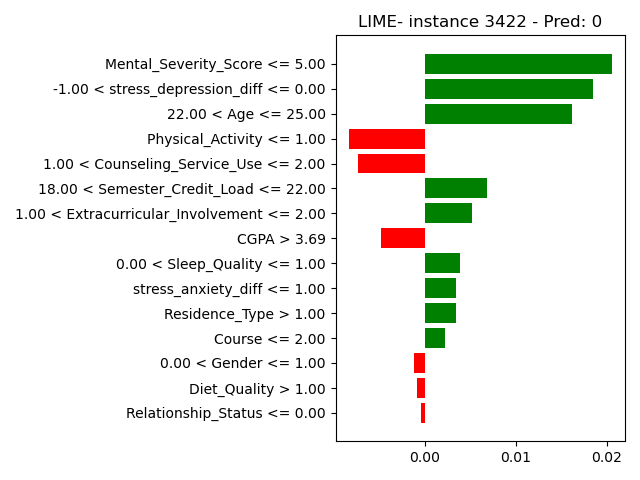 LIME- instance 3422 - Pred: 0
Mental_Severity_Score <= 5.00
-1.00 < stress_depression_diff <= 0.00
22.00 < Age <= 25.00
Physical_Activity <= 1.00
1.00 < Counseling_Service_Use <= 2.00
18.00 < Semester_Credit_Load <= 22.00
1.00 < Extracurricular_Involvement <= 2.00
CGPA > 3.69
0.00 < Sleep_Quality <= 1.00
stress_anxiety_diff <= 1.00
Residence_Type > 1.00
Course <= 2.00
0.00 < Gender <= 1.00
Diet_Quality > 1.00
Relationship_Status <= 0.00
0.00 0.01 0.02